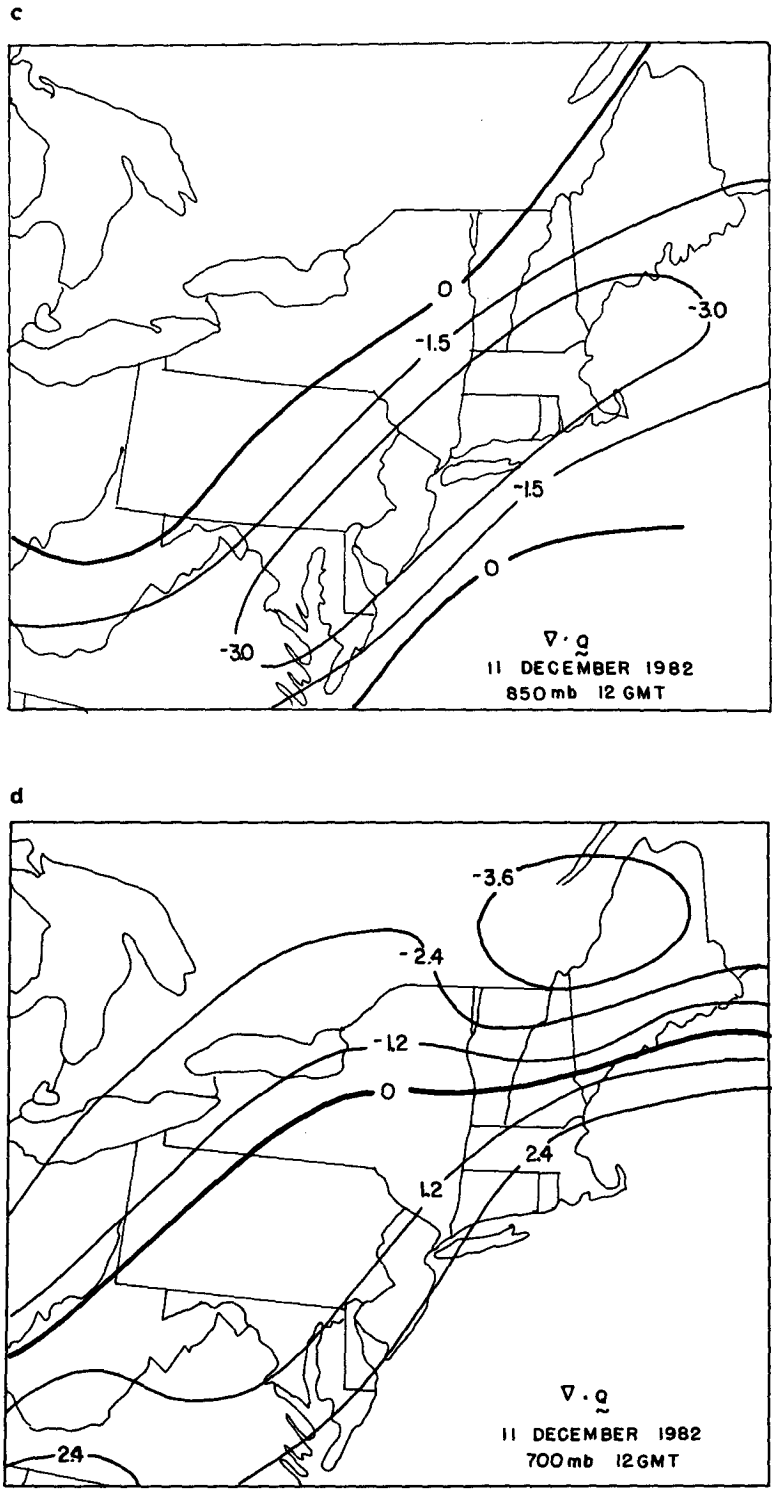 c
0
-1.5
-3.0
-1.5
0
-3.0
∇ · Q
11 DECEMBER 1982
850 mb 12 GMT
d
-3.6
-2.4
-1.2
0
2.4
1.2
2.4
∇ · Q
11 DECEMBER 1982
700 mb 12 GMT